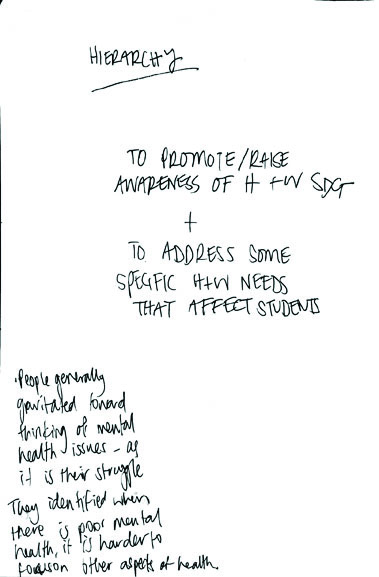 HIERARCHY
TO PROMOTE/RAISE
AWARENESS OF H +W SDG
+
TO ADDRESS SOME
SPECIFIC H+W NEEDS
THAT AFFECT STUDENTS
·People generally
gravitated toward
thinking of mental
health issues - as
it is their struggle
They identified when
there is poor mental
health, it is harder to
focus on other aspects of health.